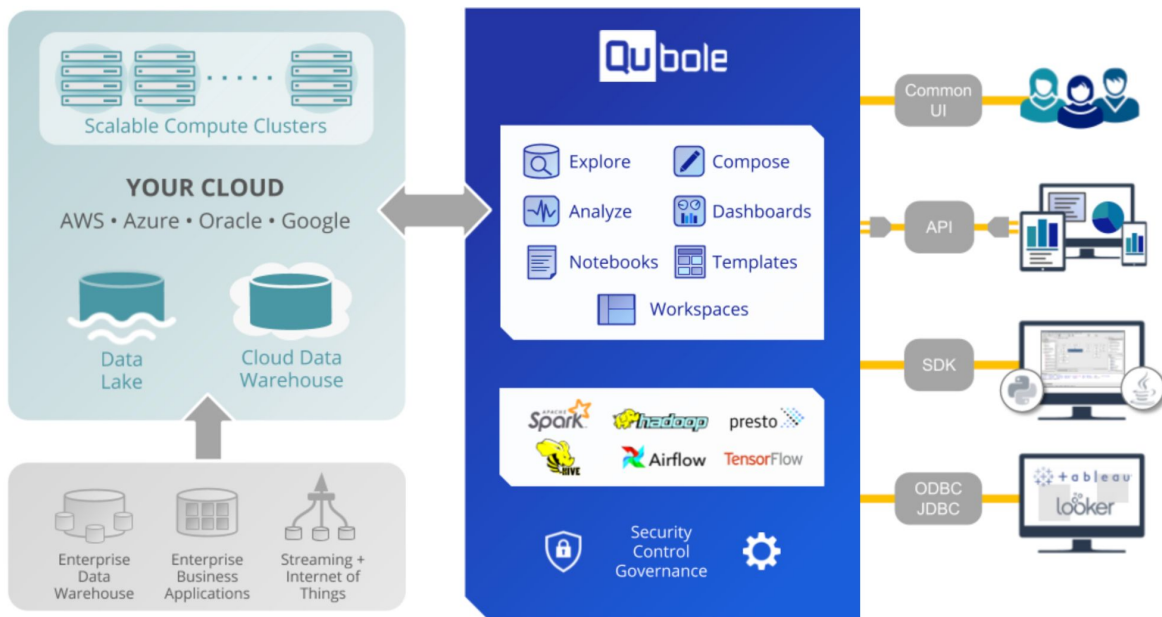 Scalable Compute Clusters
YOUR CLOUD
AWS • Azure • Oracle • Google
Data
Lake
Cloud Data
Warehouse
Enterprise
Data
Warehouse
Enterprise
Business
Applications
Streaming +
Internet of
Things
Qubole
Explore
Compose
Analyze
Dashboards
Notebooks
Templates
Workspaces
APACHE
Spark
hadoop
presto
HIVE
Airflow
TensorFlow
Security
Control
Governance
Common
UI
API
SDK
ODBC
JDBC
+ableau
looker